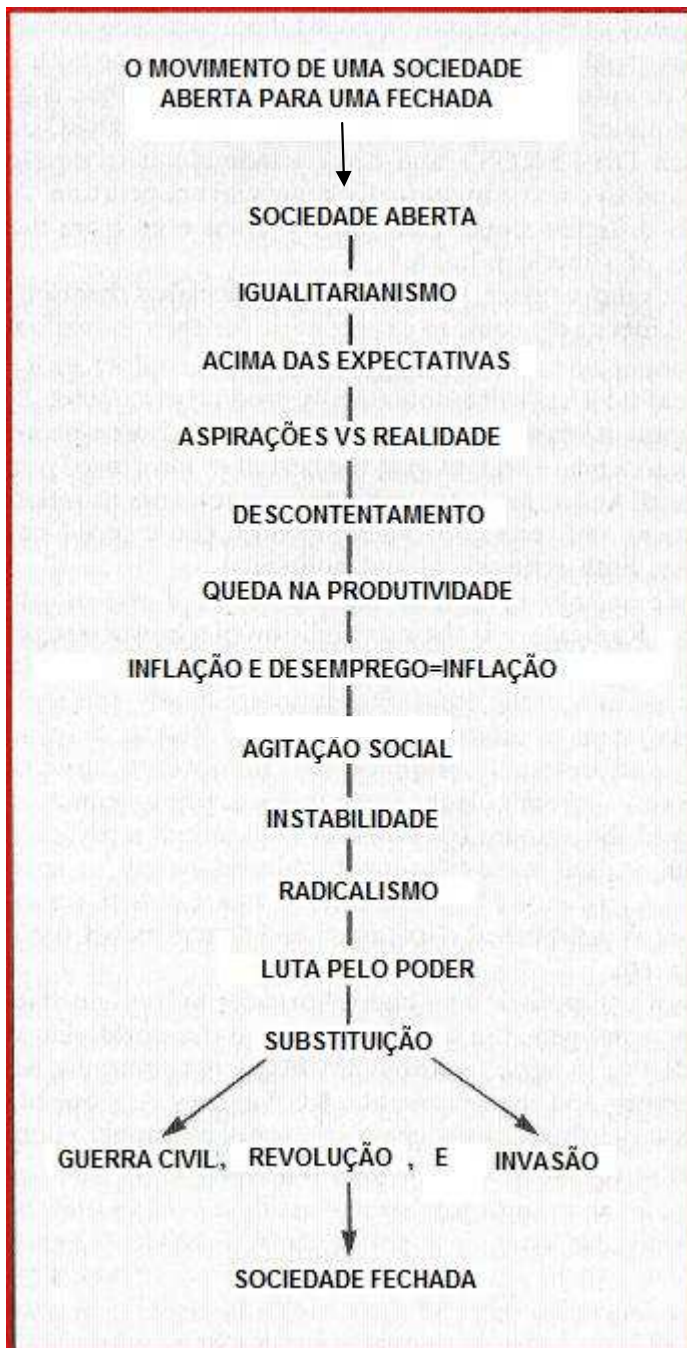 O MOVIMENTO DE UMA SOCIEDADE
ABERTA PARA UMA FECHADA
SOCIEDADE ABERTA
IGUALITARIANISMO
ACIMA DAS EXPECTATIVAS
ASPIRAÇÕES VS REALIDADE
DESCONTENTAMENTO
QUEDA NA PRODUTIVIDADE
INFLAÇÃO E DESEMPREGO=INFLAÇÃO
AGITAÇAO SOCIAL
INSTABILIDADE
RADICALISMO
LUTA PELO PODER
SUBSTITUIÇÃO
GUERRA CIVIL, REVOLUÇÃO , E INVASÃO
SOCIEDADE FECHADA